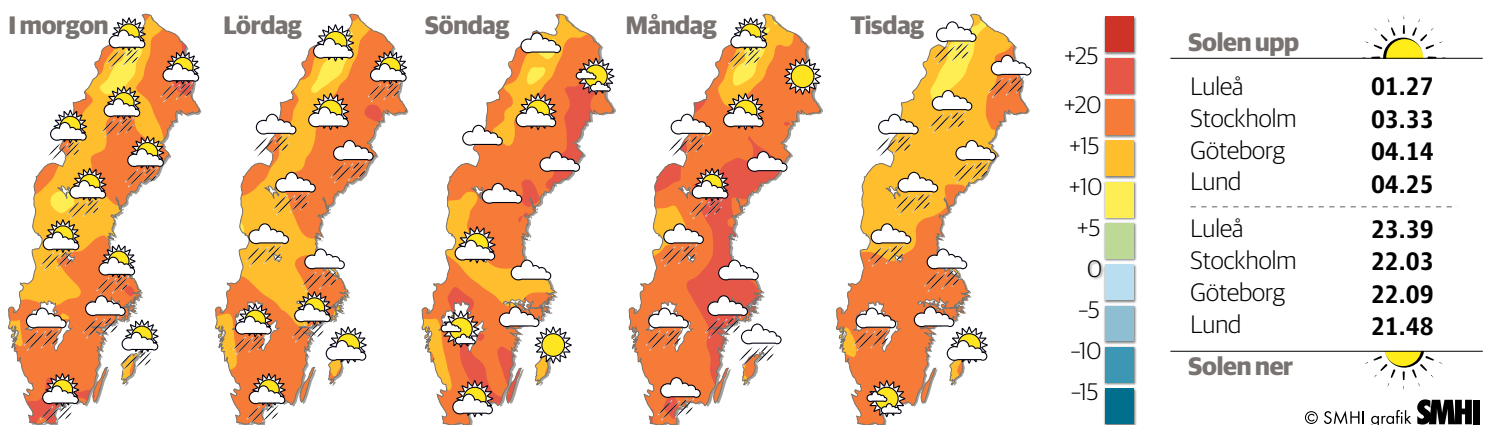 I morgon
Lördag
Söndag
Måndag
Tisdag
+25
+20
+15
+10
+5
0
−5
−10
−15
Solen upp
Luleå 01.27
Stockholm 03.33
Göteborg 04.14
Lund 04.25
Luleå 23.39
Stockholm 22.03
Göteborg 22.09
Lund 21.48
Solen ner
© SMHI grafik SMHI